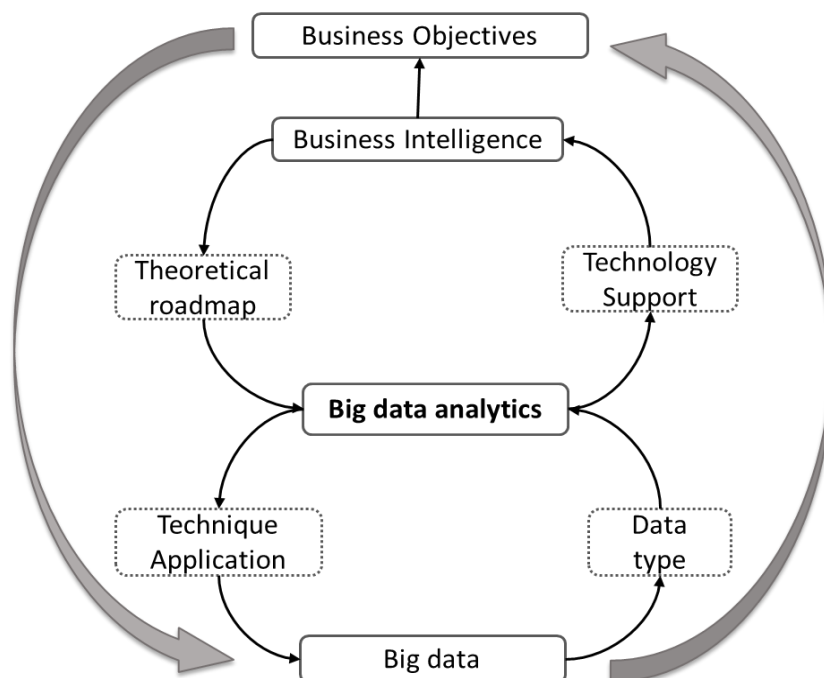 Business Objectives
Business Intelligence
Theoretical
roadmap
Technology
Support
Big data analytics
Technique
Application
Data
type
Big data